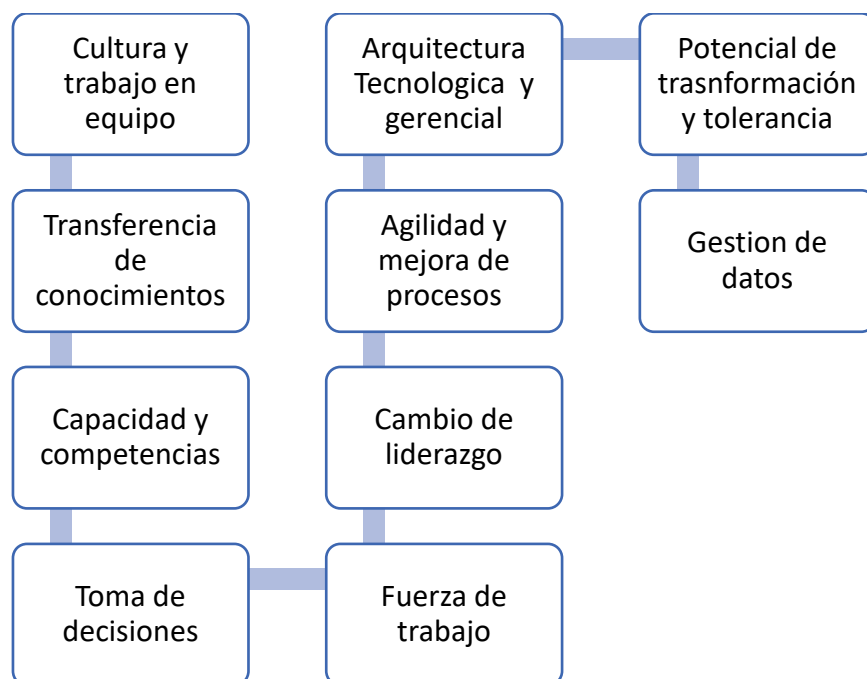 Cultura y
trabajo en
equipo
Transferencia
de
conocimientos
Capacidad y
competencias
Toma de
decisiones
Fuerza de
trabajo
Cambio de
liderazgo
Agilidad y
mejora de
procesos
Arquitectura
Tecnologica y
gerencial
Potencial de
trasnformación
y tolerancia
Gestion de
datos